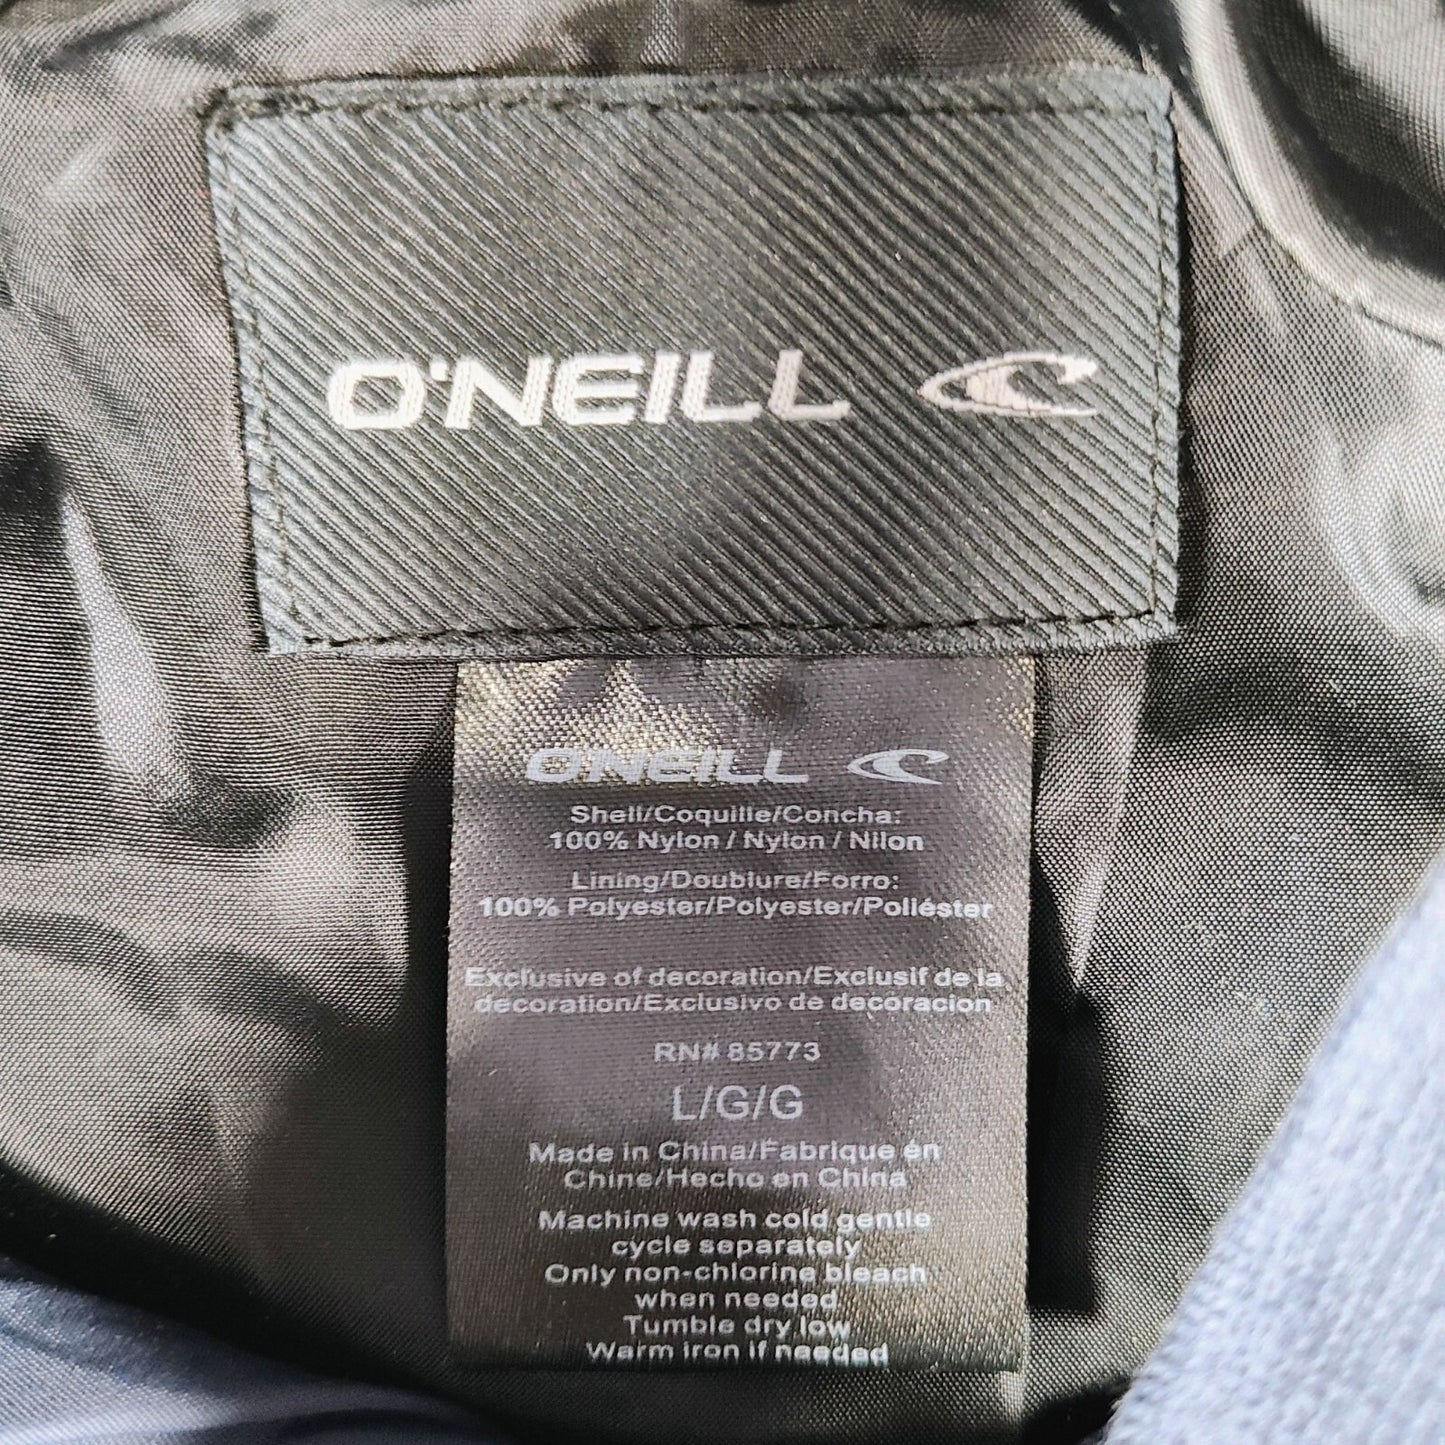 O'NEILL
O'NEILL
Shell/Coquille/Concha:
100% Nylon / Nylon / Nilon
Lining/Doublure/Forro:
100% Polyester/Polyester/Poliéster
Exclusive of decoration/Exclusif de la
decoration/Exclusivo de decoracion
RN# 85773
L/G/G
Made in China/Fabrique en
Chine/Hecho en China
Machine wash cold gentle
cycle separately
Only non-chlorine bleach
when needed
Tumble dry low
Warm iron if needed